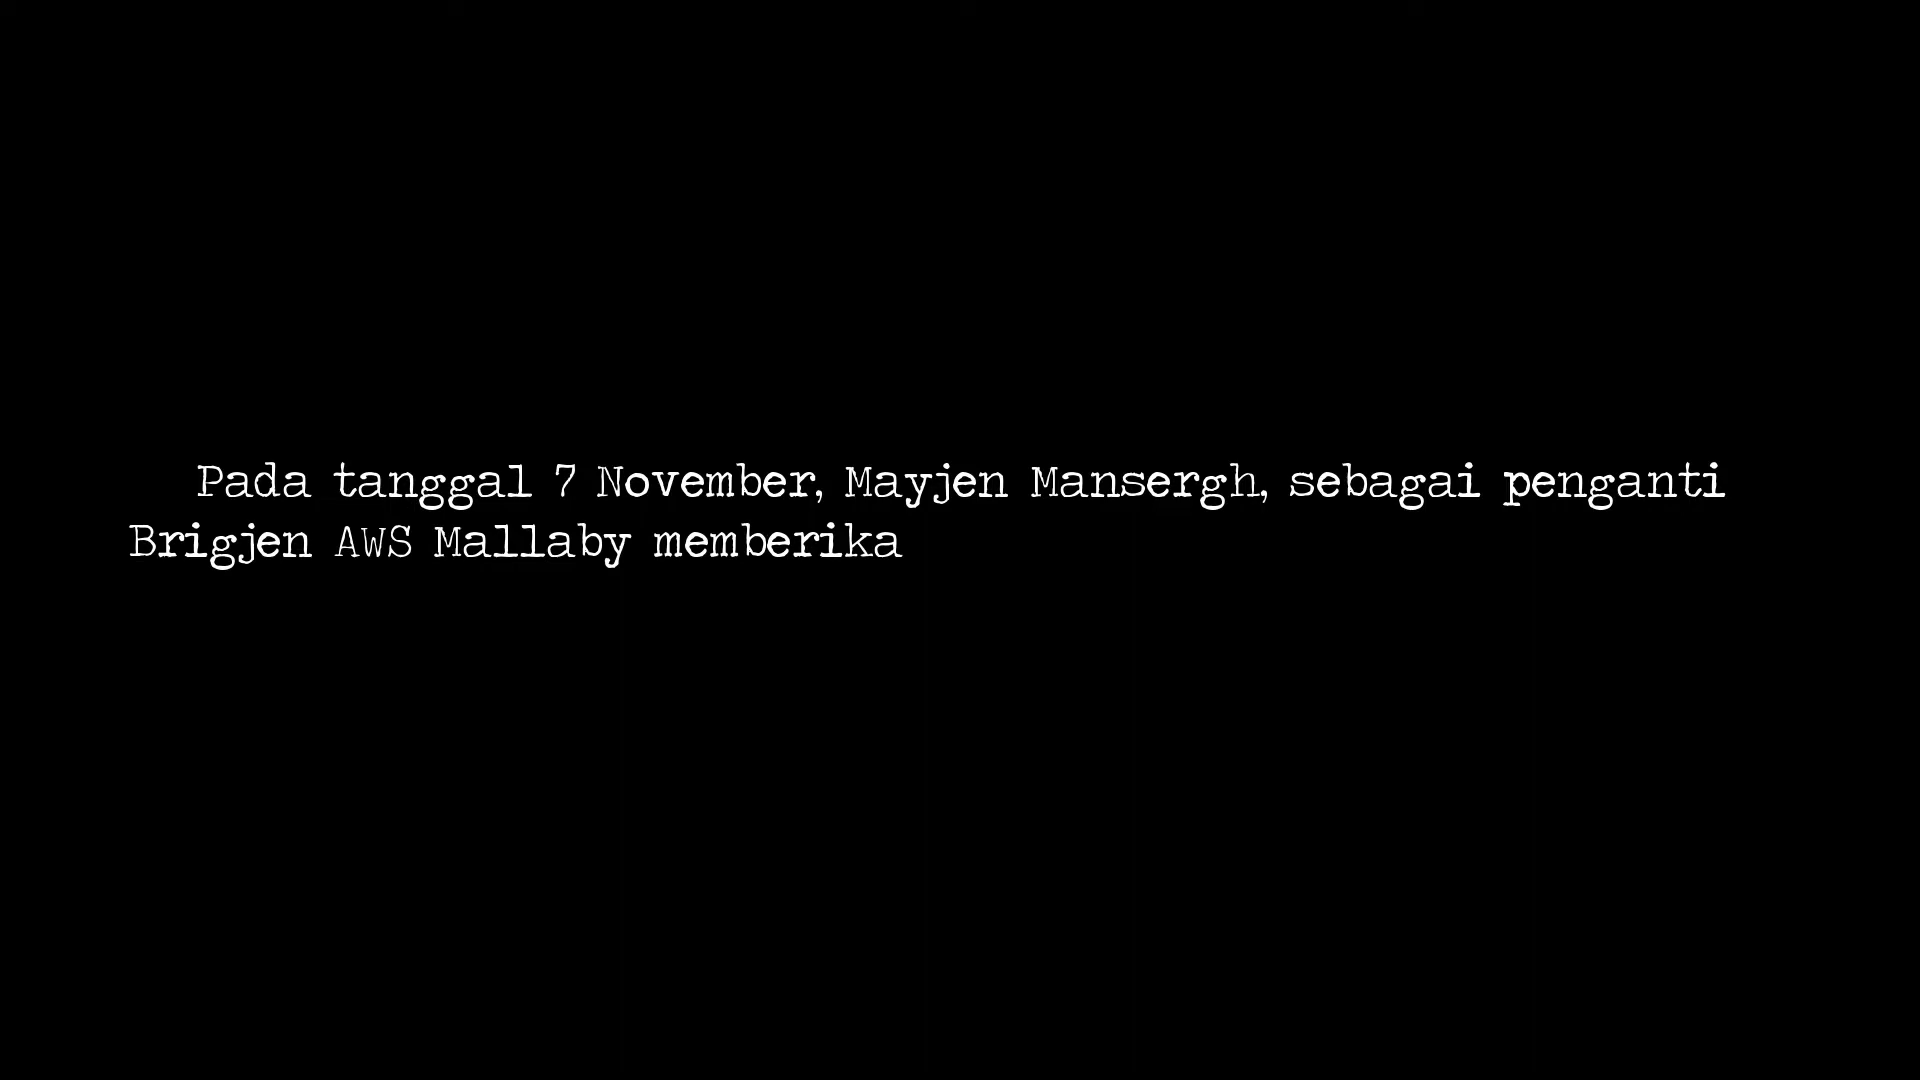 Pada tanggal 7 November, Mayjen Mansergh, sebagai penganti
Brigjen AWS Mallaby memberika